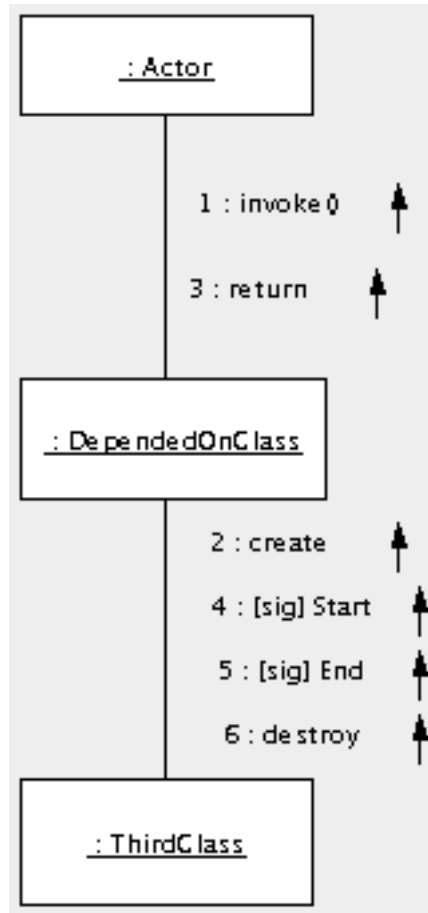 : Actor
1 : invoke()
3 : return
: DependedOnClass
2 : create
4 : [sig] Start
5 : [sig] End
6 : destroy
: ThirdClass